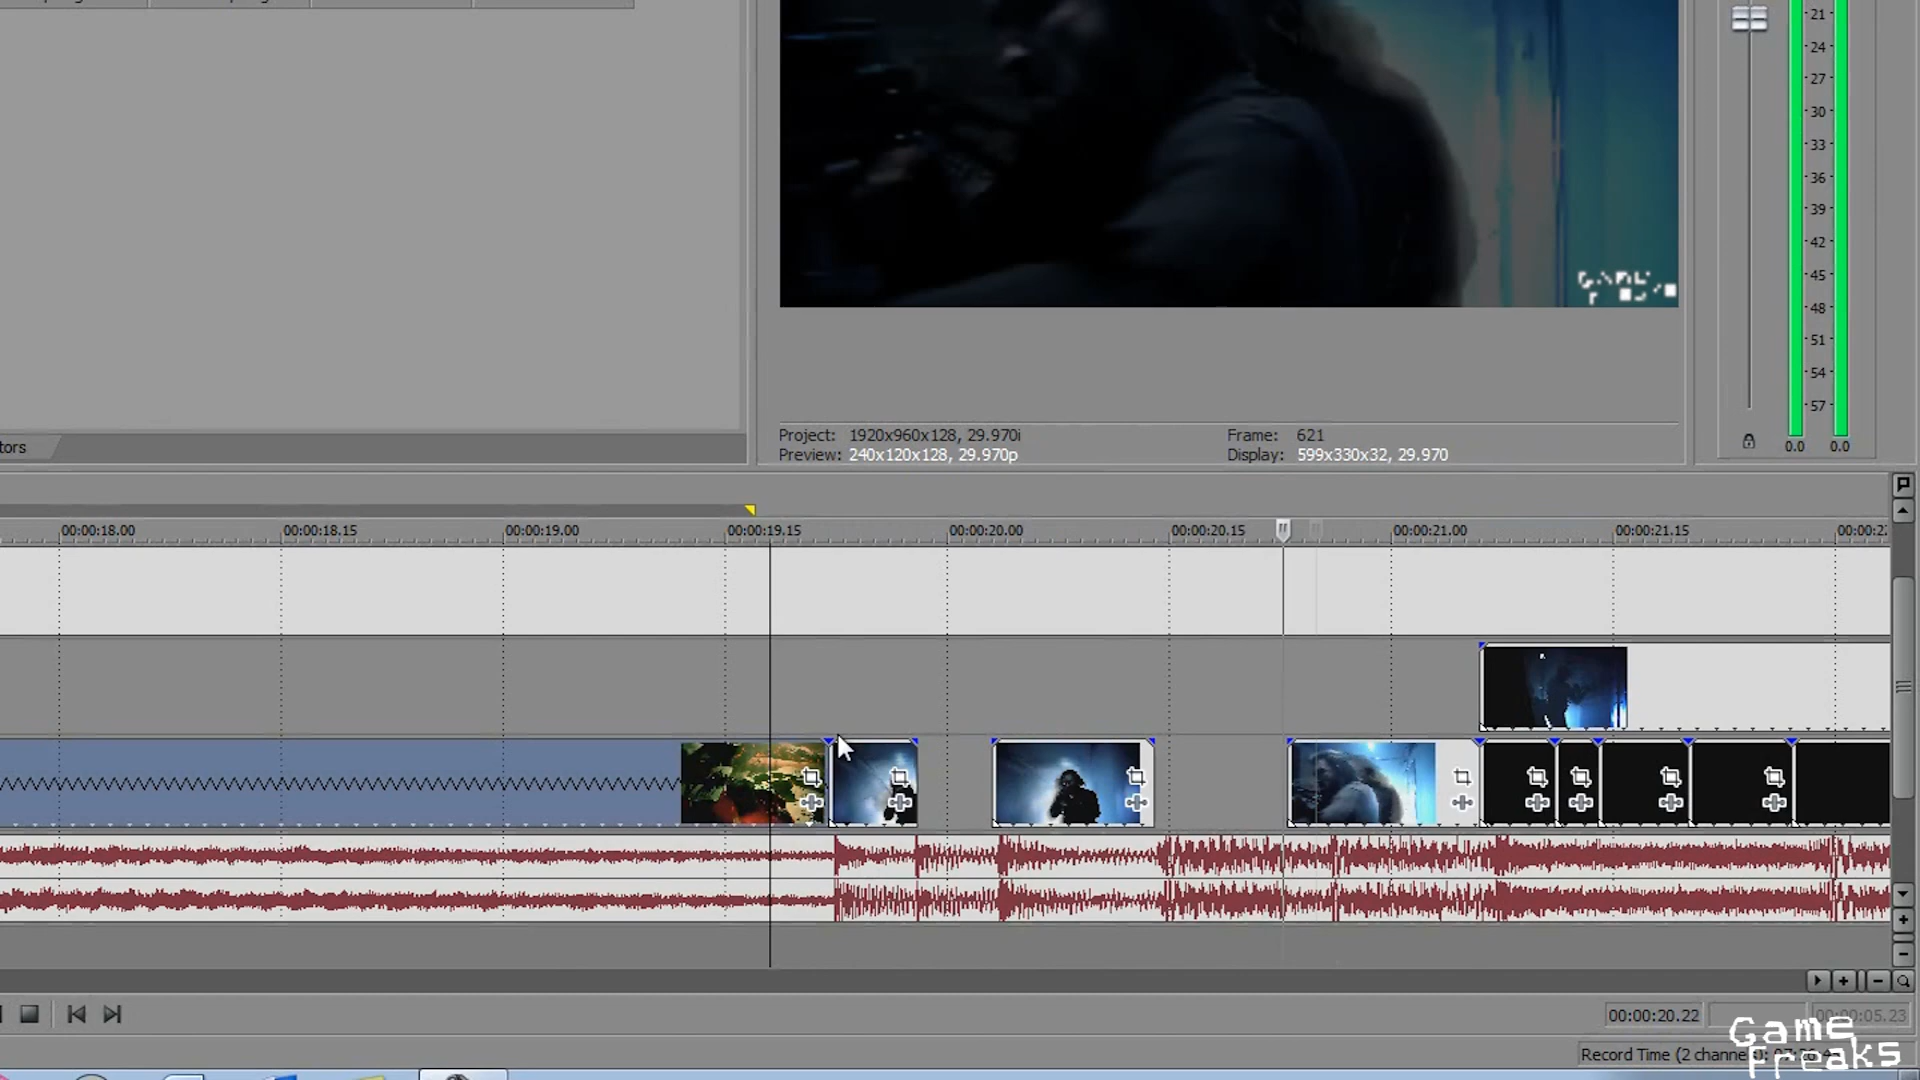 21
24
27
30
33
36
39
42
45
48
51
54
57
0.0 0.0
tors
Project: 1920x960x128, 29.970i
Preview: 240x120x128, 29.970p
Frame: 621
Display: 599x330x32, 29.970
00:00:18.00 00:00:18.15 00:00:19.00 00:00:19.15 00:00:20.00 00:00:20.15 00:00:21.00 00:00:21.15 00:00:2
00:00:20.22 00:00:05.23
Record Time (2 channels):
Game
Freaks